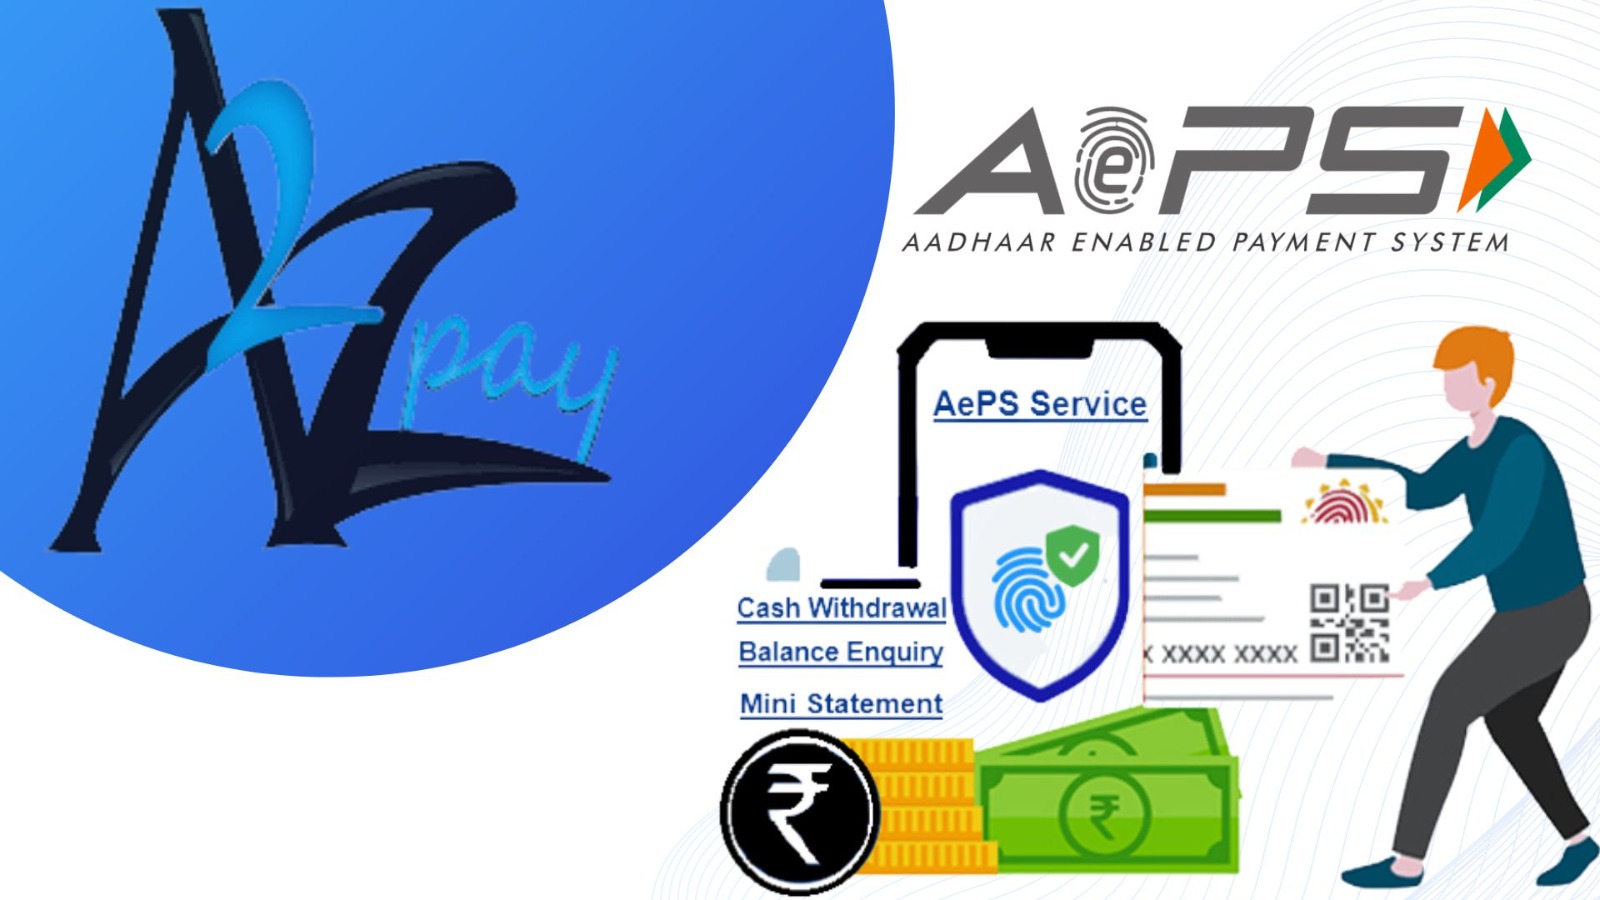 A2Z
pay
AePS
AADHAAR ENABLED PAYMENT SYSTEM
AePS Service
Cash Withdrawal
Balance Enquiry
Mini Statement
X XXXX XXXX
₹
₹